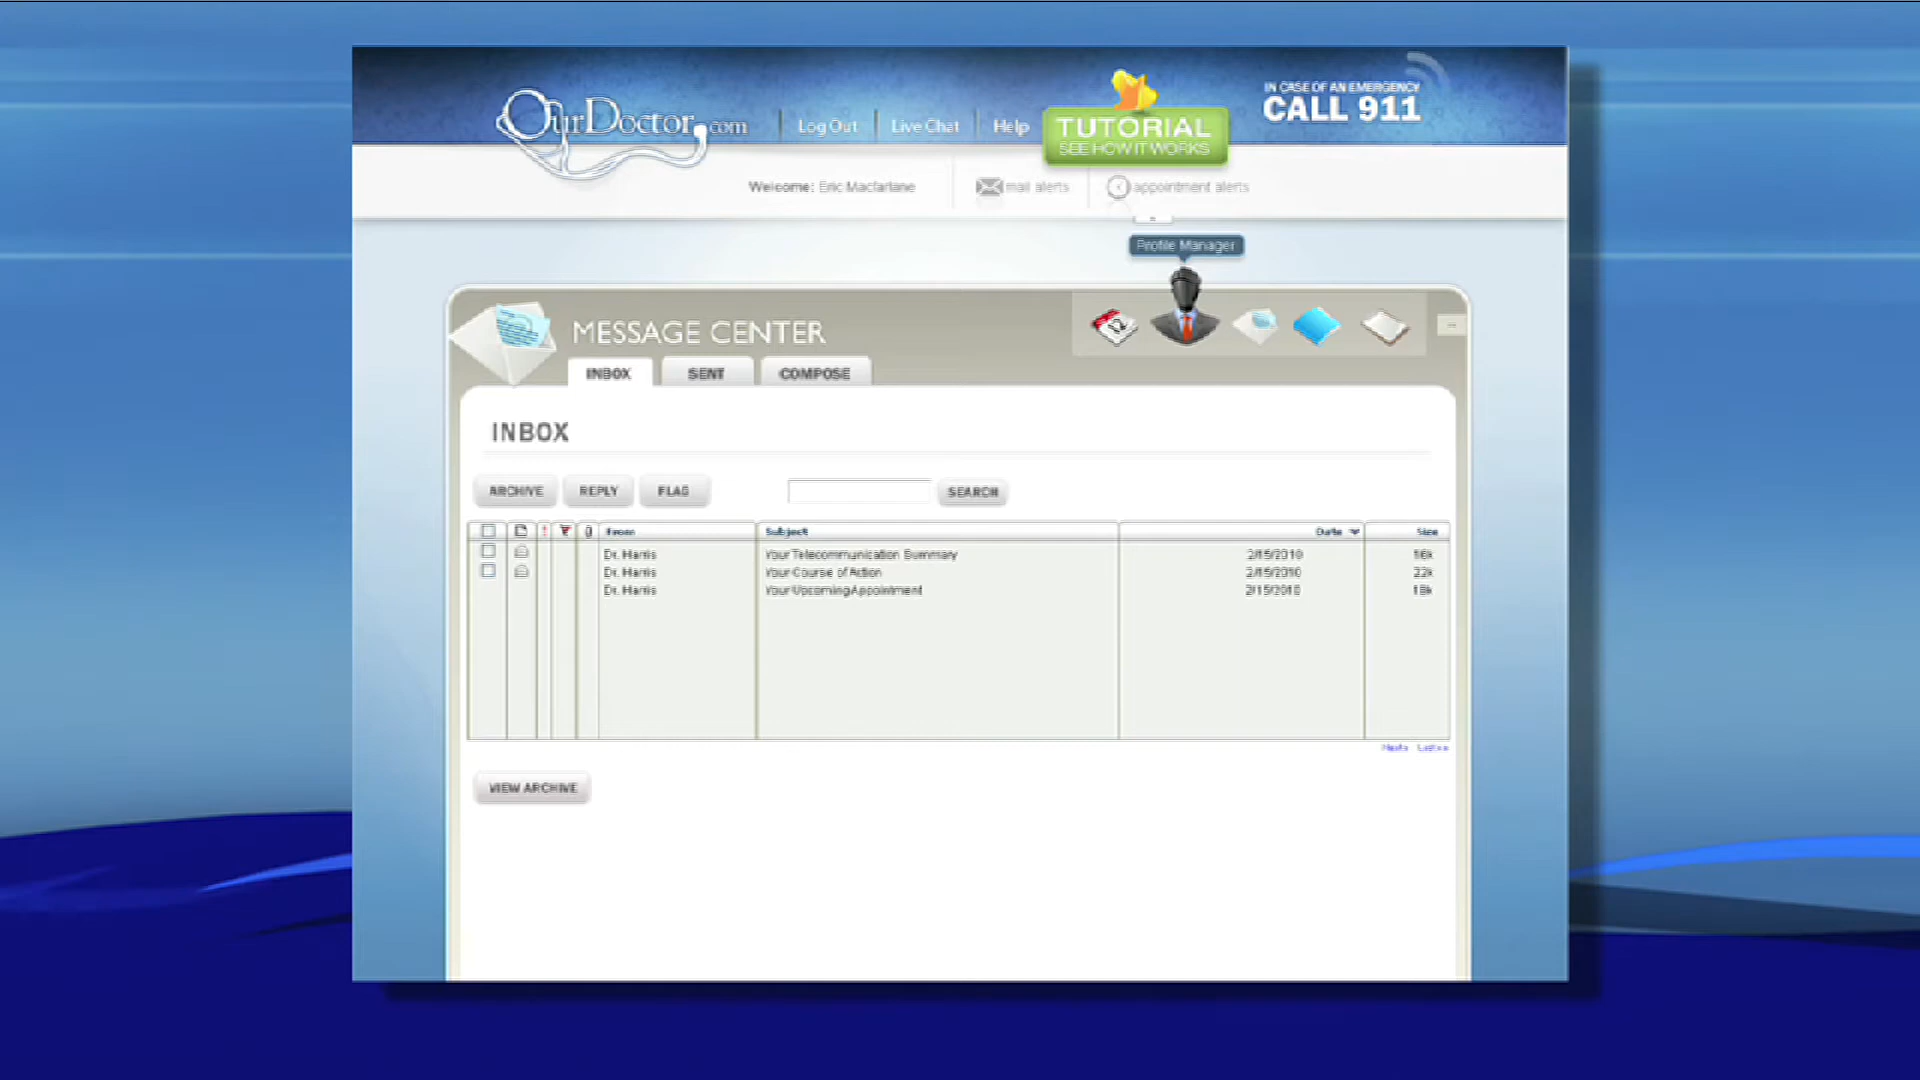 OurDoctor.com
Log Out
Live Chat
Help
TUTORIAL
SEE HOW IT WORKS
IN CASE OF AN EMERGENCY
CALL 911
Welcome: Eric Macfarlane
mail alerts
appointment alerts
Profile Manager
12
MESSAGE CENTER
INBOX
SENT
COMPOSE
INBOX
ARCHIVE
REPLY
FLAG
SEARCH
From
Subject
Date
Size
Dr. Harris
Your Telecommunication Summary
2/15/2010
16k
Dr. Harris
Your Course of Action
2/15/2010
22k
Dr. Harris
Your Upcoming Appointment
2/15/2010
18k
VIEW ARCHIVE